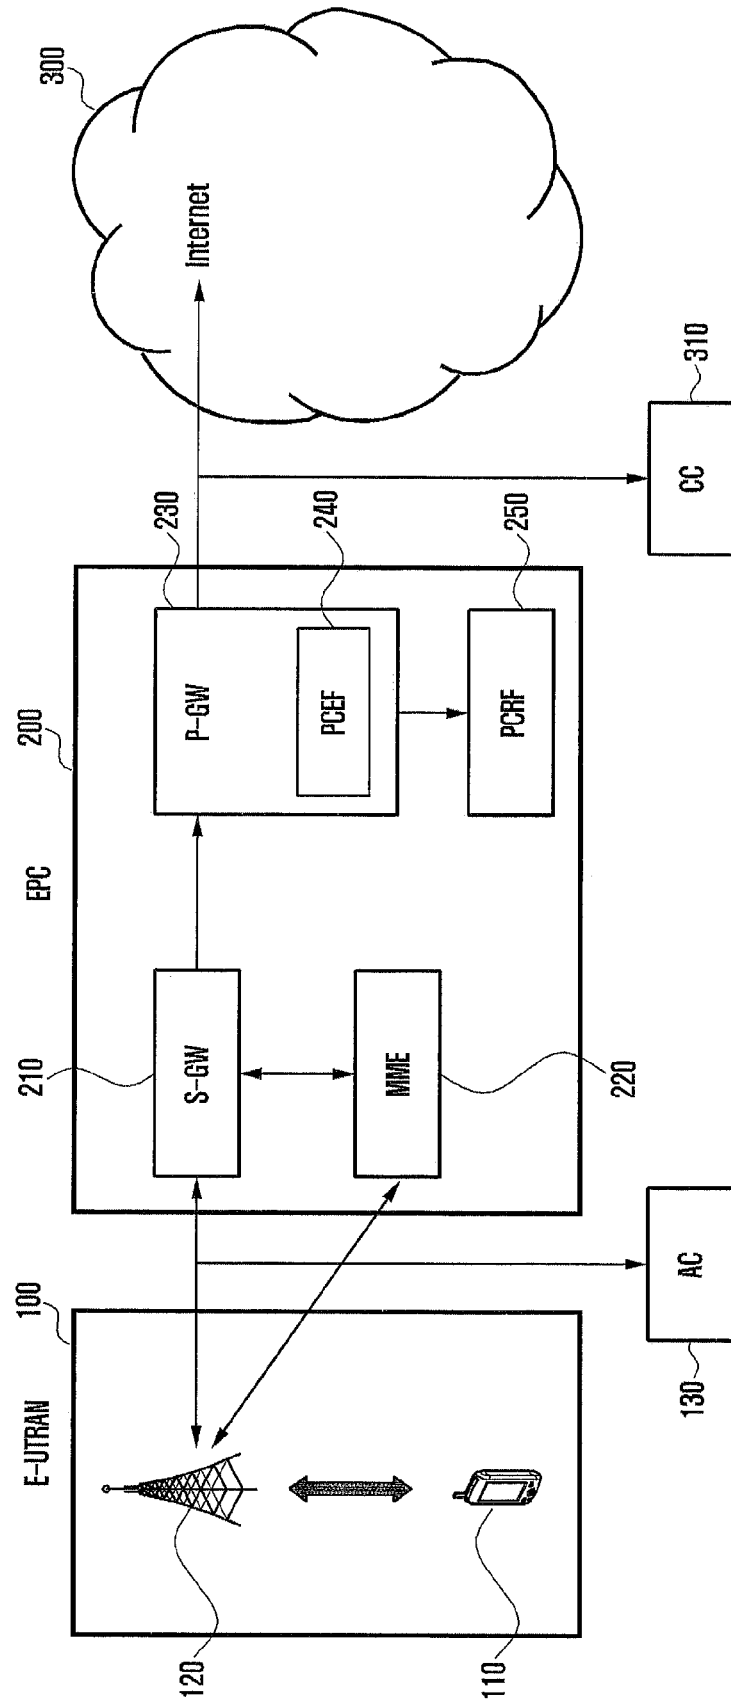 E-UTRAN
100
120
110
AC
130
EPC
200
210
S-GW
MME
220
P-GW
230
PCEF
240
PCRF
250
Internet
300
CC
310